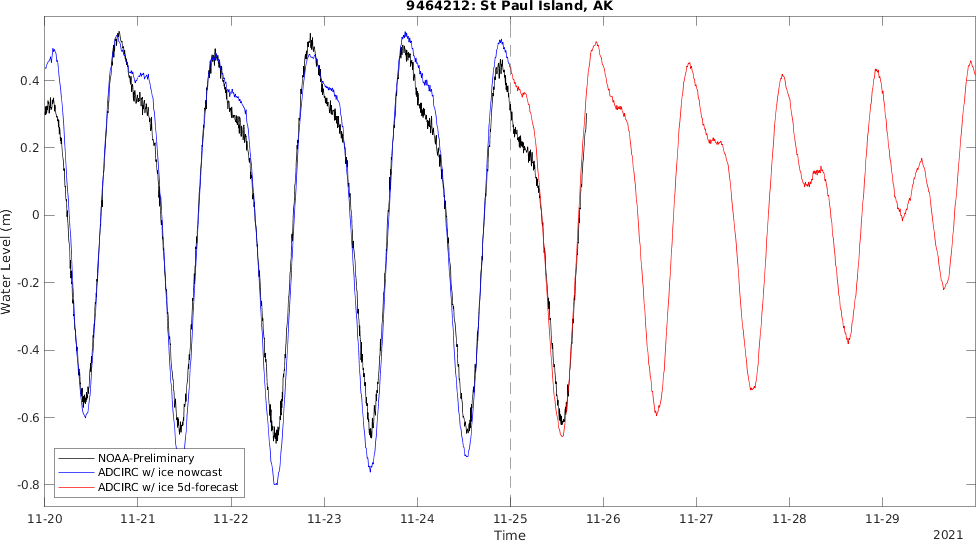 9464212: St Paul Island, AK
Water Level (m)
0.4
0.2
0
-0.2
-0.4
-0.6
-0.8
NOAA-Preliminary
ADCIRC w/ ice nowcast
ADCIRC w/ ice 5d-forecast
11-20 11-21 11-22 11-23 11-24 11-25 11-26 11-27 11-28 11-29
Time
2021